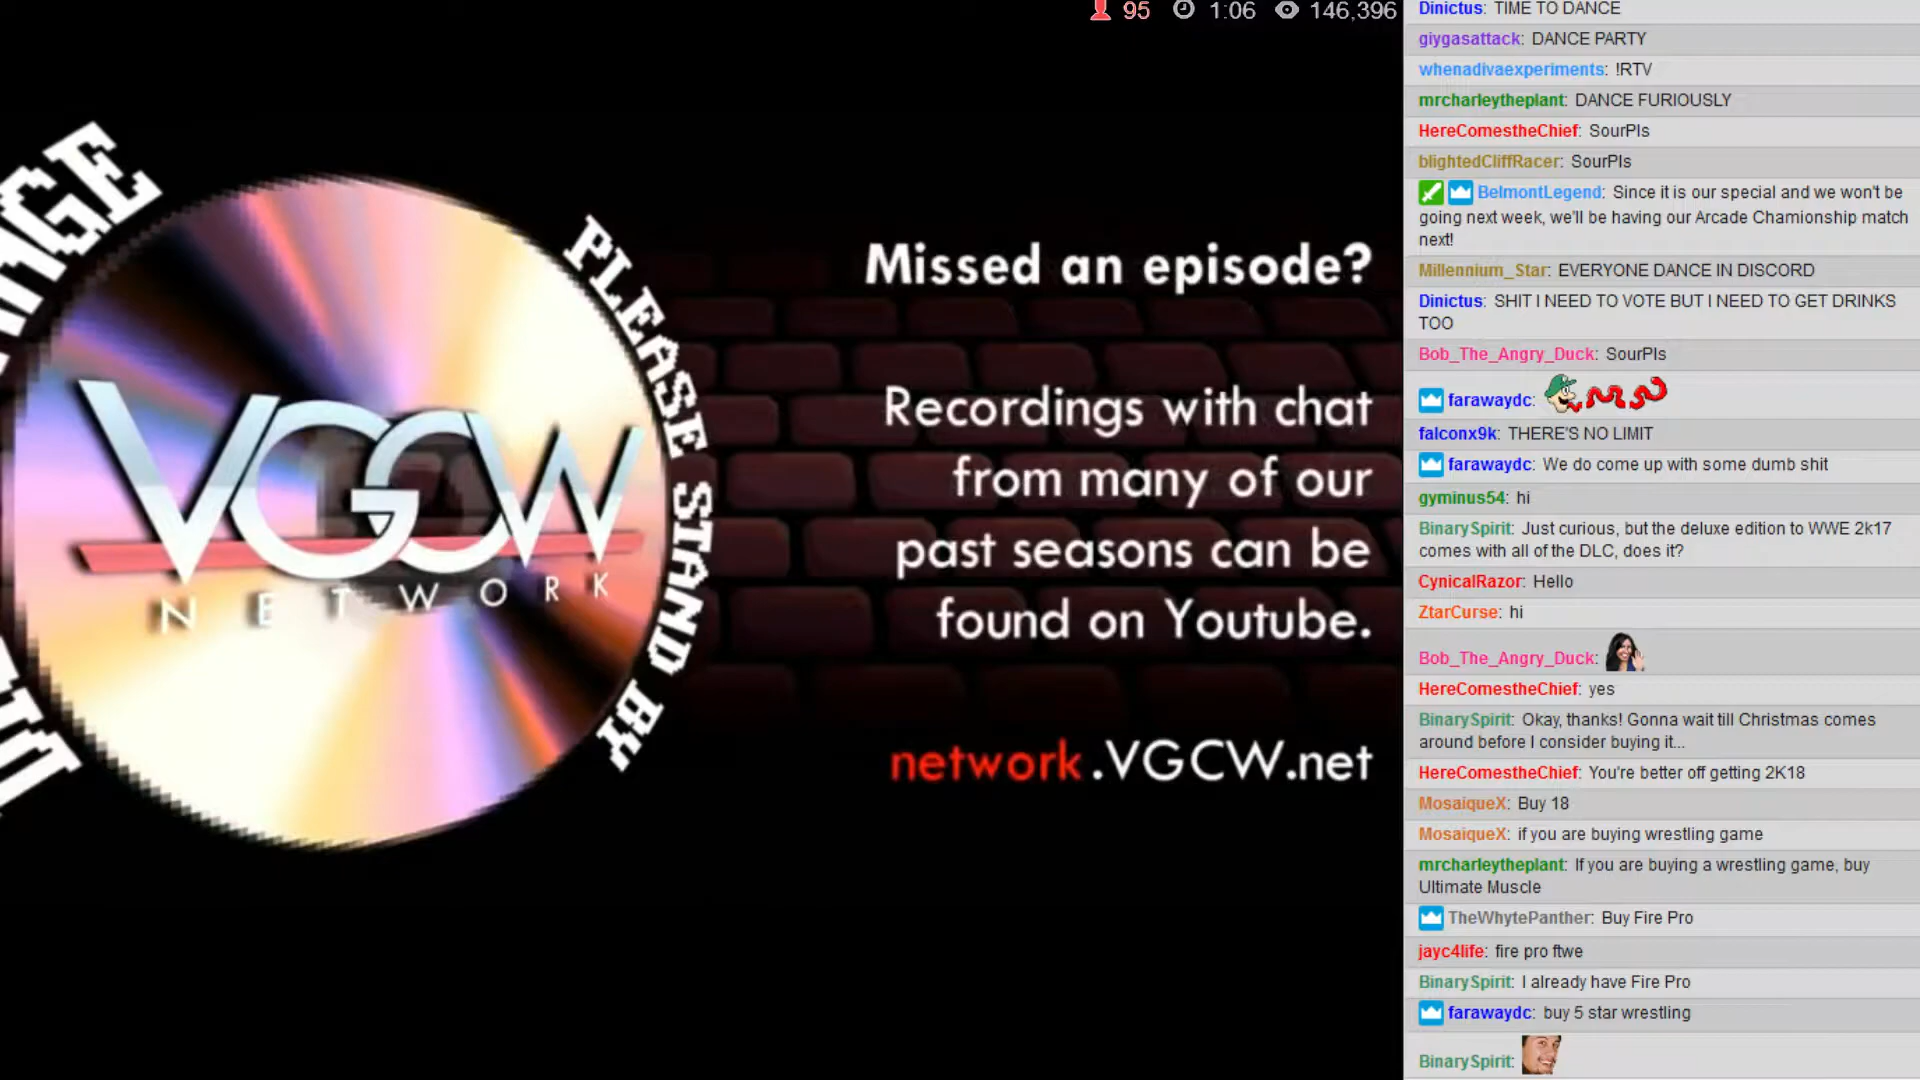 95 1:06 146,396
PLEASE STAND BY
VGCW
NETWORK
Missed an episode?
Recordings with chat
from many of our
past seasons can be
found on Youtube.
network.VGCW.net
Dinictus: TIME TO DANCE
giygasattack: DANCE PARTY
whenadivaexperiments: !RTV
mrcharleytheplant: DANCE FURIOUSLY
HereComestheChief: SourPls
blightedCliffRacer: SourPls
BelmontLegend: Since it is our special and we won't be
going next week, we'll be having our Arcade Chamionship match
next!
Millennium_Star: EVERYONE DANCE IN DISCORD
Dinictus: SHIT I NEED TO VOTE BUT I NEED TO GET DRINKS
TOO
Bob_The_Angry_Duck: SourPls
farawaydc:
falconx9k: THERE'S NO LIMIT
farawaydc: We do come up with some dumb shit
gyminus54: hi
BinarySpirit: Just curious, but the deluxe edition to WWE 2k17
comes with all of the DLC, does it?
CynicalRazor: Hello
ZtarCurse: hi
Bob_The_Angry_Duck:
HereComestheChief: yes
BinarySpirit: Okay, thanks! Gonna wait till Christmas comes
around before I consider buying it...
HereComestheChief: You're better off getting 2K18
MosaiqueX: Buy 18
MosaiqueX: if you are buying wrestling game
mrcharleytheplant: If you are buying a wrestling game, buy
Ultimate Muscle
TheWhytePanther: Buy Fire Pro
jayc4life: fire pro ftwe
BinarySpirit: I already have Fire Pro
farawaydc: buy 5 star wrestling
BinarySpirit: